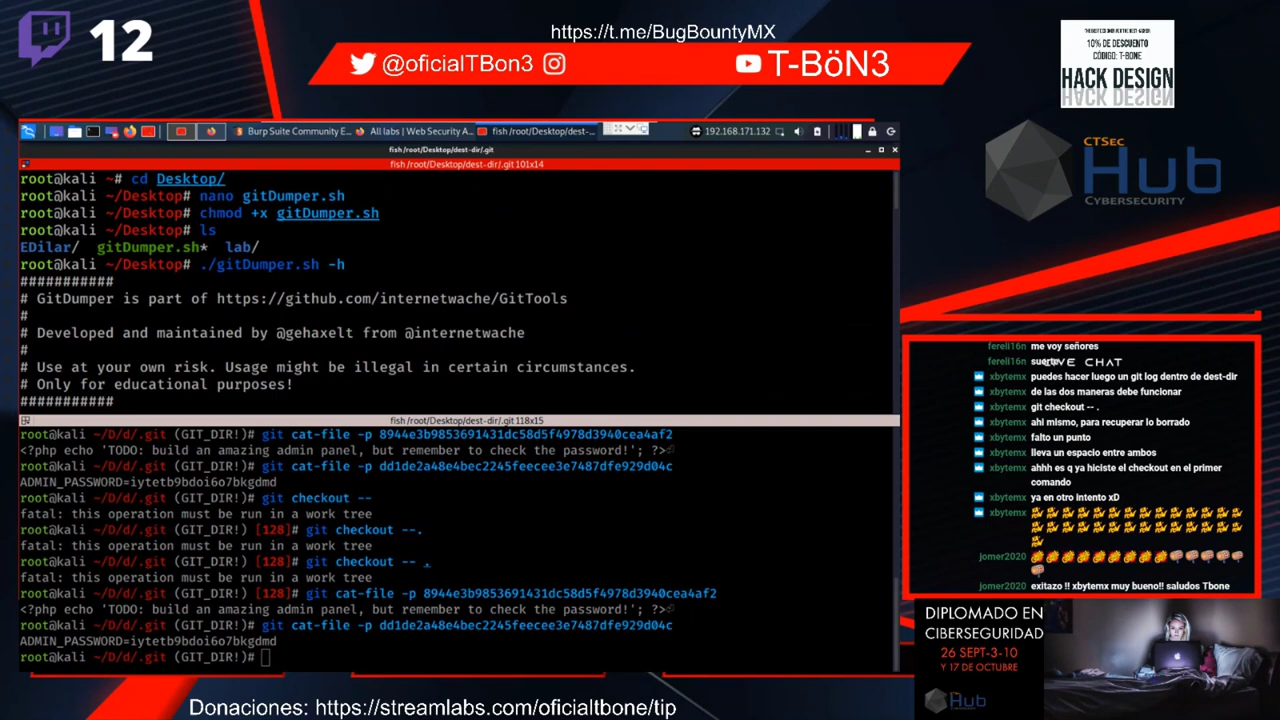 12
https://t.me/BugBountyMX
@oficialTBon3
T-BöN3
10% DE DESCUENTO
CÓDIGO: T-BONE
HACK DESIGN
CTSec
Hub
CYBERSECURITY
Burp Suite Community E...
All labs | Web Security A...
fish /root/Desktop/dest-...
192.168.171.132
fish /root/Desktop/dest-dir/.git
fish /root/Desktop/dest-dir/.git 101x14
root@kali ~# cd Desktop/
root@kali ~/Desktop# nano gitDumper.sh
root@kali ~/Desktop# chmod +x gitDumper.sh
root@kali ~/Desktop# ls
EDilar/ gitDumper.sh* lab/
root@kali ~/Desktop# ./gitDumper.sh -h
###########
# GitDumper is part of https://github.com/internetwache/GitTools
#
# Developed and maintained by @gehaxelt from @internetwache
#
# Use at your own risk. Usage might be illegal in certain circumstances.
# Only for educational purposes!
###########
fish /root/Desktop/dest-dir/.git 118x15
root@kali ~/D/d/.git (GIT_DIR!)# git cat-file -p 8944e3b9853691431dc58d5f4978d3940cea4af2
<?php echo 'TODO: build an amazing admin panel, but remember to check the password!'; ?>⏎
root@kali ~/D/d/.git (GIT_DIR!)# git cat-file -p dd1de2a48e4bec2245feecee3e7487dfe929d04c
ADMIN_PASSWORD=iytetb9bdoi6o7bkgdmd
root@kali ~/D/d/.git (GIT_DIR!)# git checkout --
fatal: this operation must be run in a work tree
root@kali ~/D/d/.git (GIT_DIR!) [128]# git checkout --.
fatal: this operation must be run in a work tree
root@kali ~/D/d/.git (GIT_DIR!) [128]# git checkout -- .
fatal: this operation must be run in a work tree
root@kali ~/D/d/.git (GIT_DIR!) [128]# git cat-file -p 8944e3b9853691431dc58d5f4978d3940cea4af2
<?php echo 'TODO: build an amazing admin panel, but remember to check the password!'; ?>⏎
root@kali ~/D/d/.git (GIT_DIR!)# git cat-file -p dd1de2a48e4bec2245feecee3e7487dfe929d04c
ADMIN_PASSWORD=iytetb9bdoi6o7bkgdmd
root@kali ~/D/d/.git (GIT_DIR!)#
fereli16n me voy señores
fereli16n suerte
LIVE CHAT
xbytemx puedes hacer luego un git log dentro de dest-dir
xbytemx de las dos maneras debe funcionar
xbytemx git checkout -- .
xbytemx ahi mismo, para recuperar lo borrado
xbytemx falto un punto
xbytemx lleva un espacio entre ambos
xbytemx ahhh es q ya hiciste el checkout en el primer
comando
xbytemx ya en otro intento xD
xbytemx
jomer2020
jomer2020 exitazo !! xbytemx muy bueno!! saludos Tbone
DIPLOMADO EN
CIBERSEGURIDAD
26 SEPT-3-10
Y 17 DE OCTUBRE
Hub
Donaciones: https://streamlabs.com/oficialtbone/tip